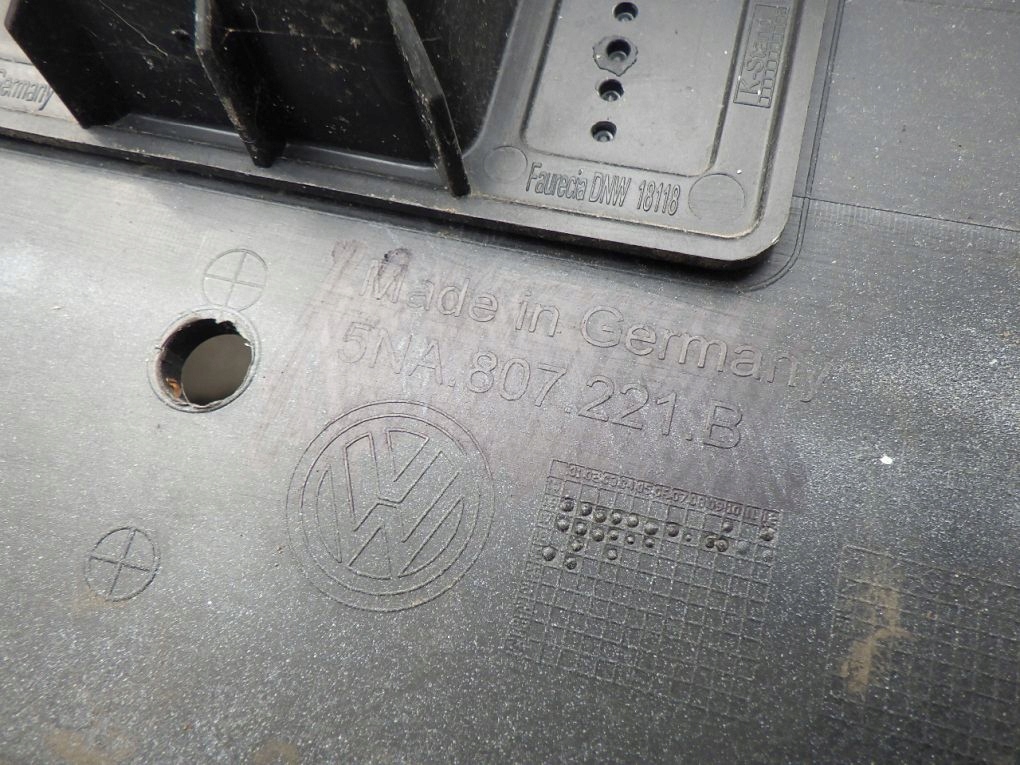 Germany
Faurecia DNW 18118
Made in Germany
5NA.807.221.B